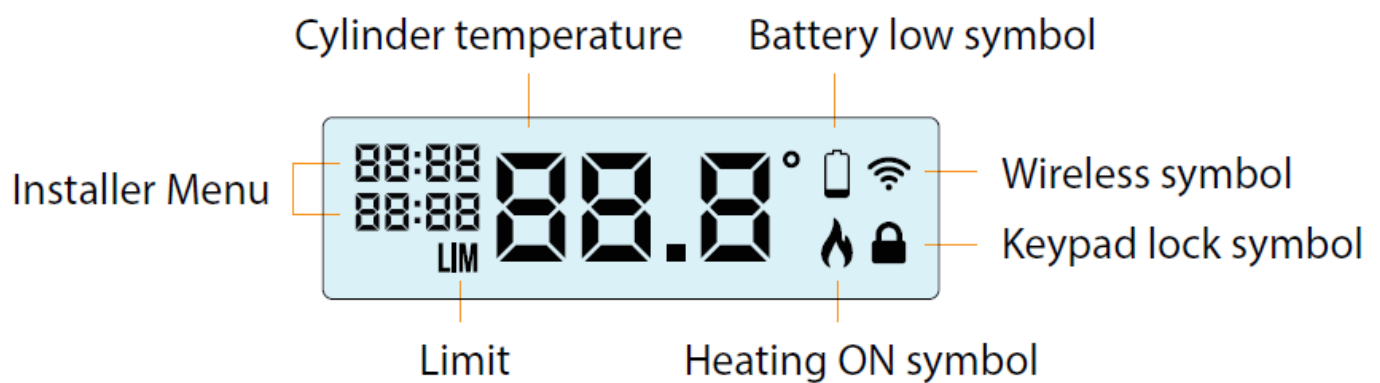 Cylinder temperature
Battery low symbol
88:88
88.8°
Installer Menu
88:88
Wireless symbol
LIM
Keypad lock symbol
Limit
Heating ON symbol